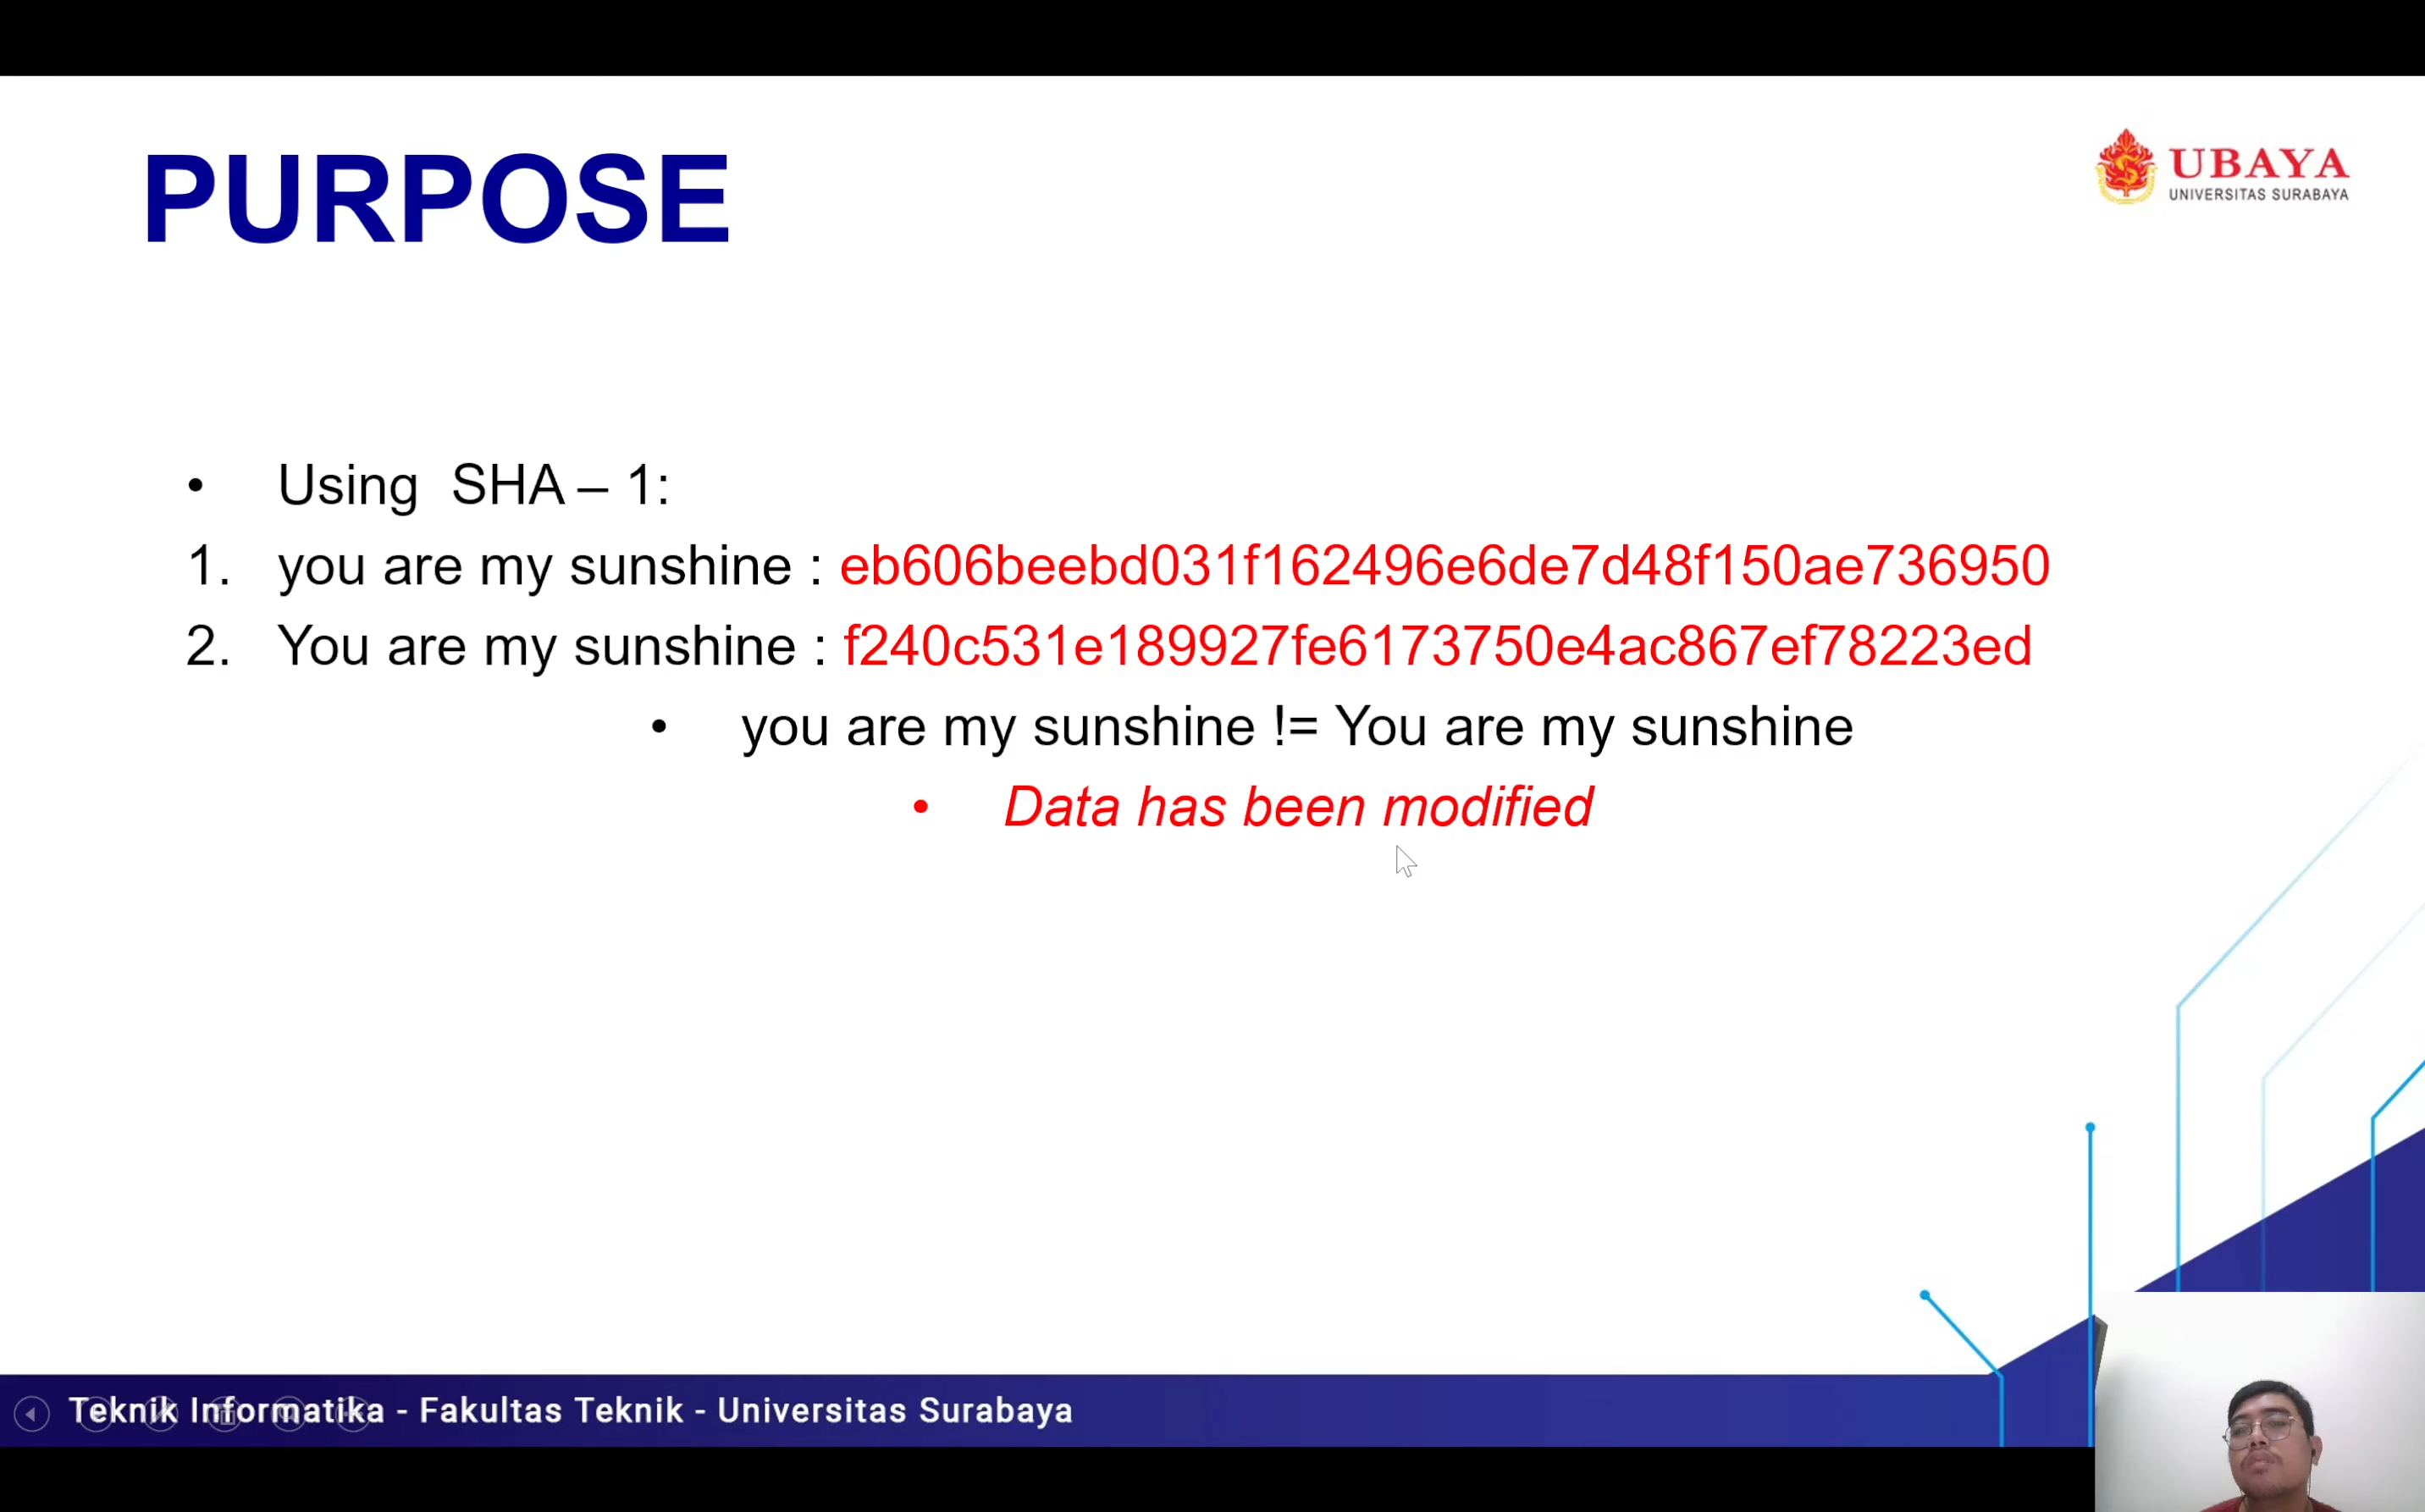 PURPOSE
UBAYA
UNIVERSITAS SURABAYA
• Using SHA – 1:
1. you are my sunshine : eb606beebd031f162496e6de7d48f150ae736950
2. You are my sunshine : f240c531e189927fe6173750e4ac867ef78223ed
• you are my sunshine != You are my sunshine
• Data has been modified
Teknik Informatika - Fakultas Teknik - Universitas Surabaya